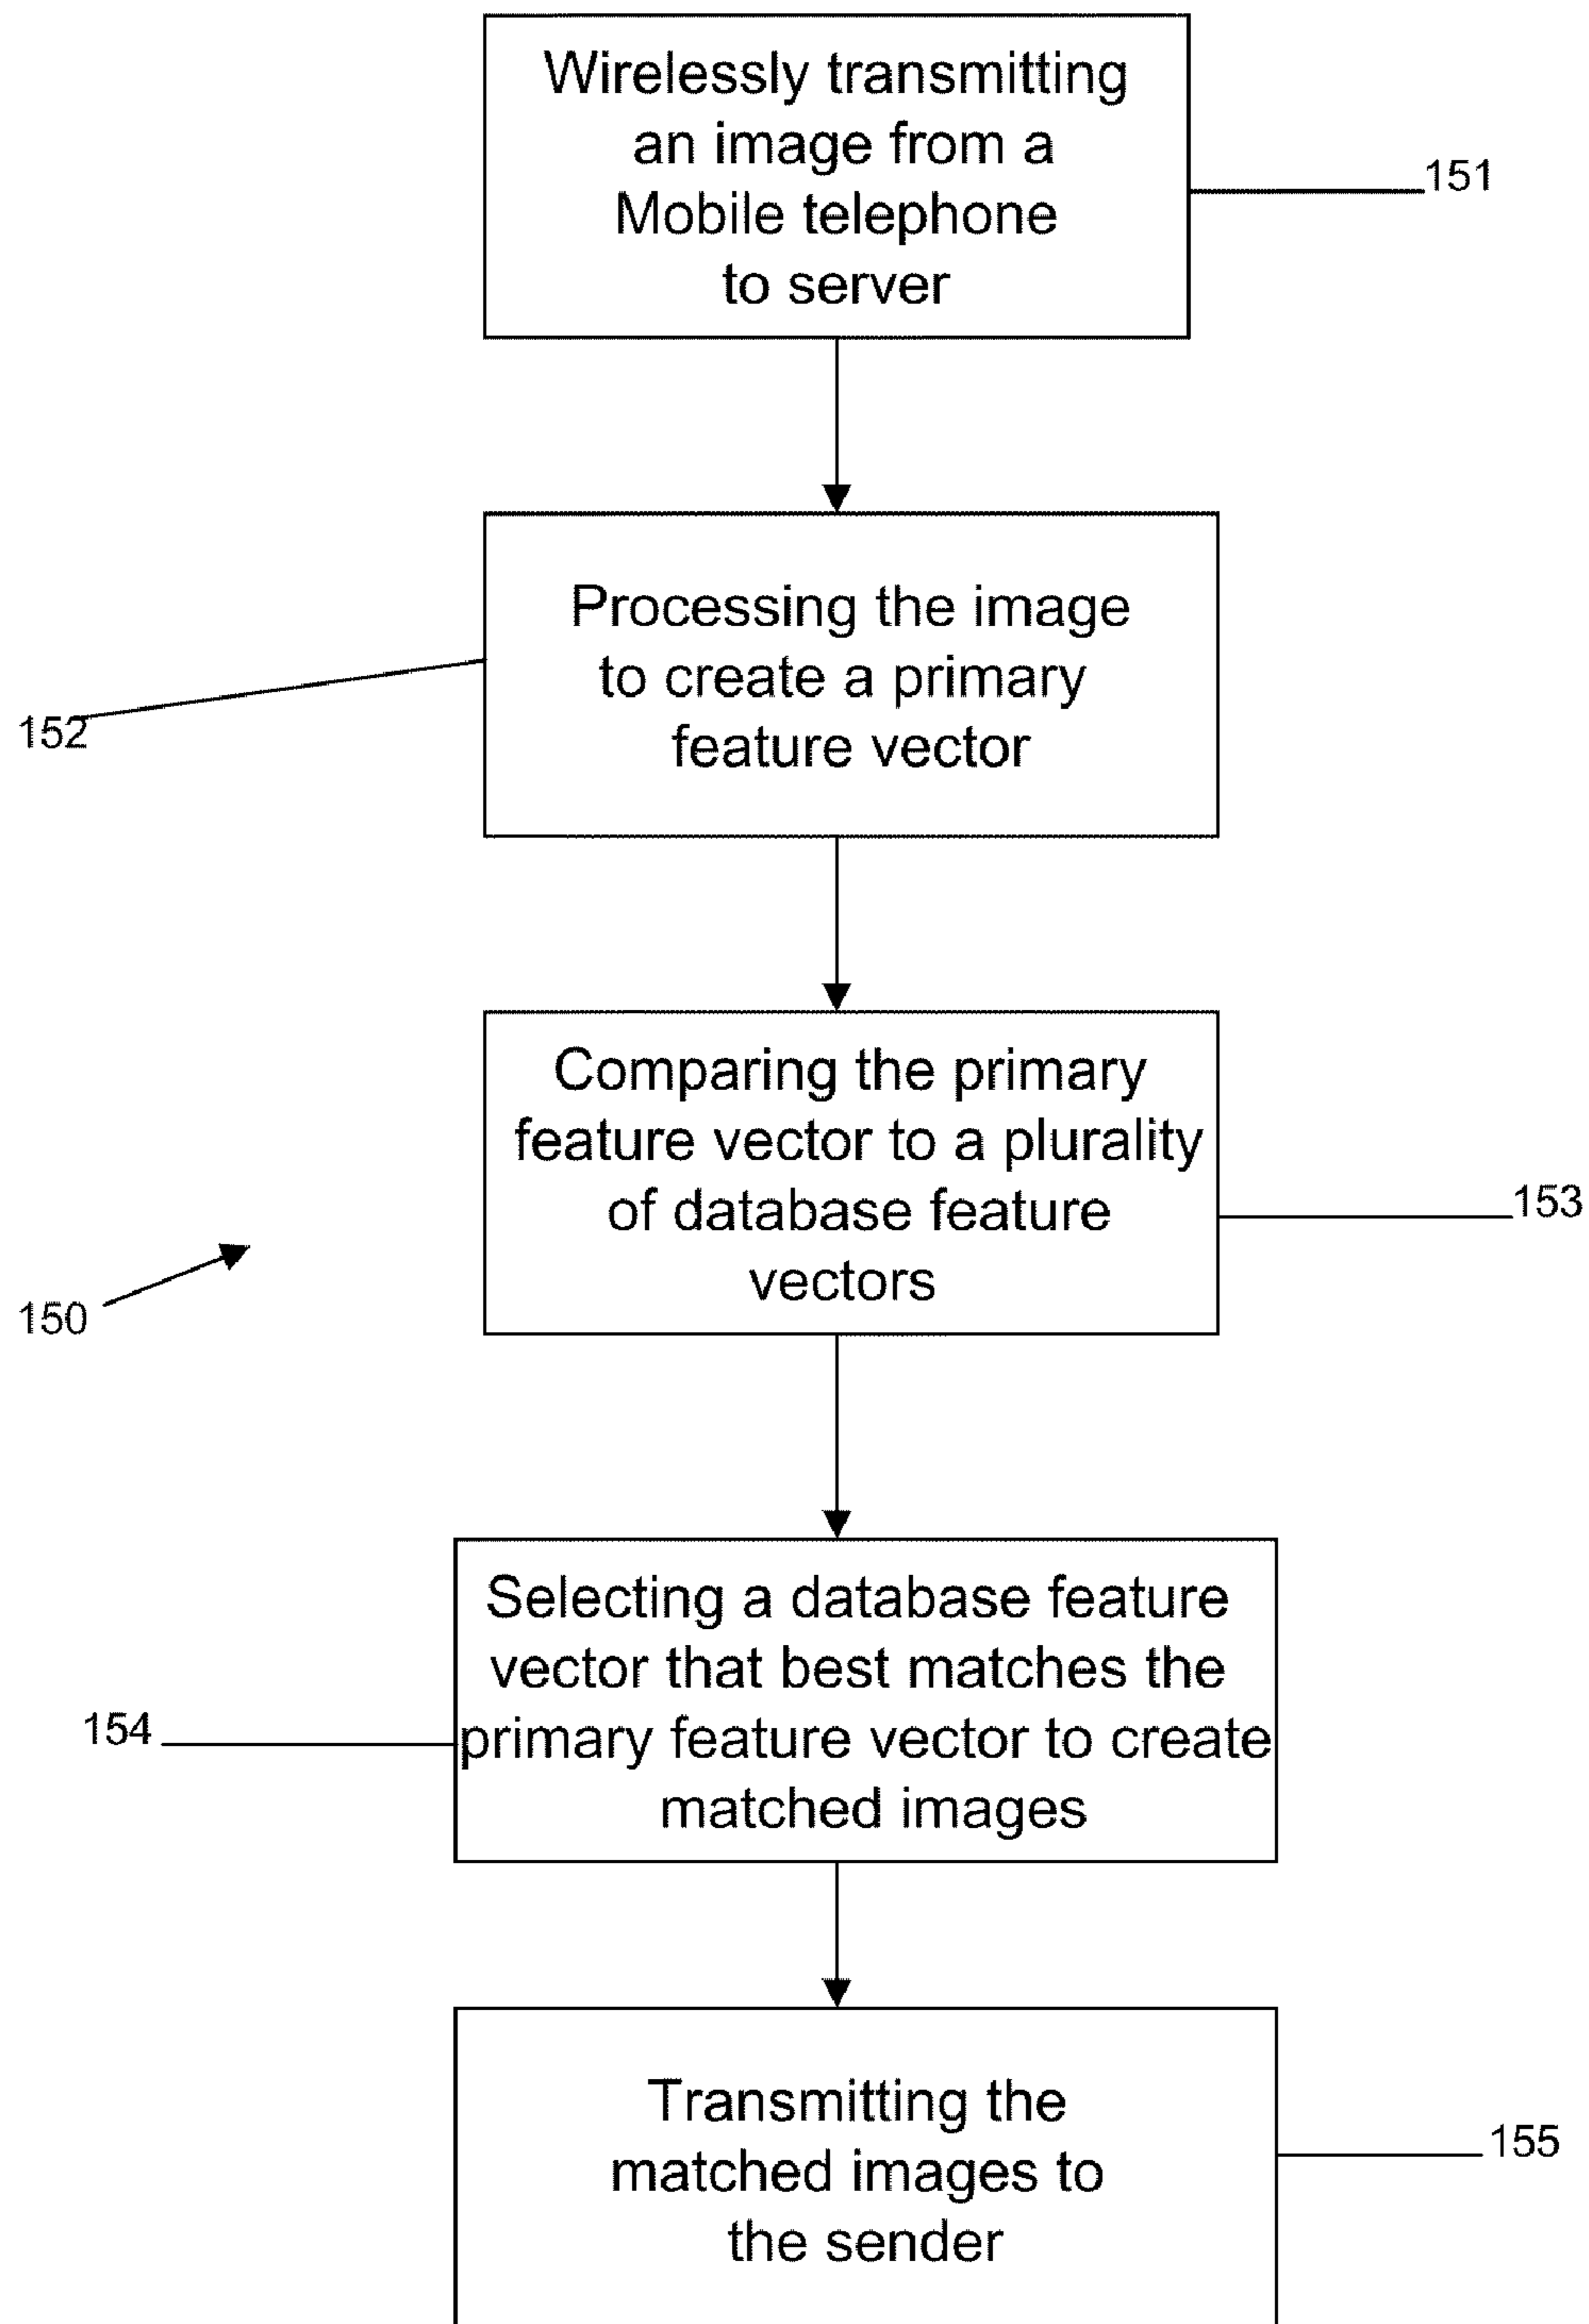 Wirelessly transmitting
an image from a
Mobile telephone
to server
151
Processing the image
to create a primary
feature vector
152
Comparing the primary
feature vector to a plurality
of database feature
vectors
153
150
Selecting a database feature
vector that best matches the
primary feature vector to create
matched images
154
Transmitting the
matched images to
the sender
155